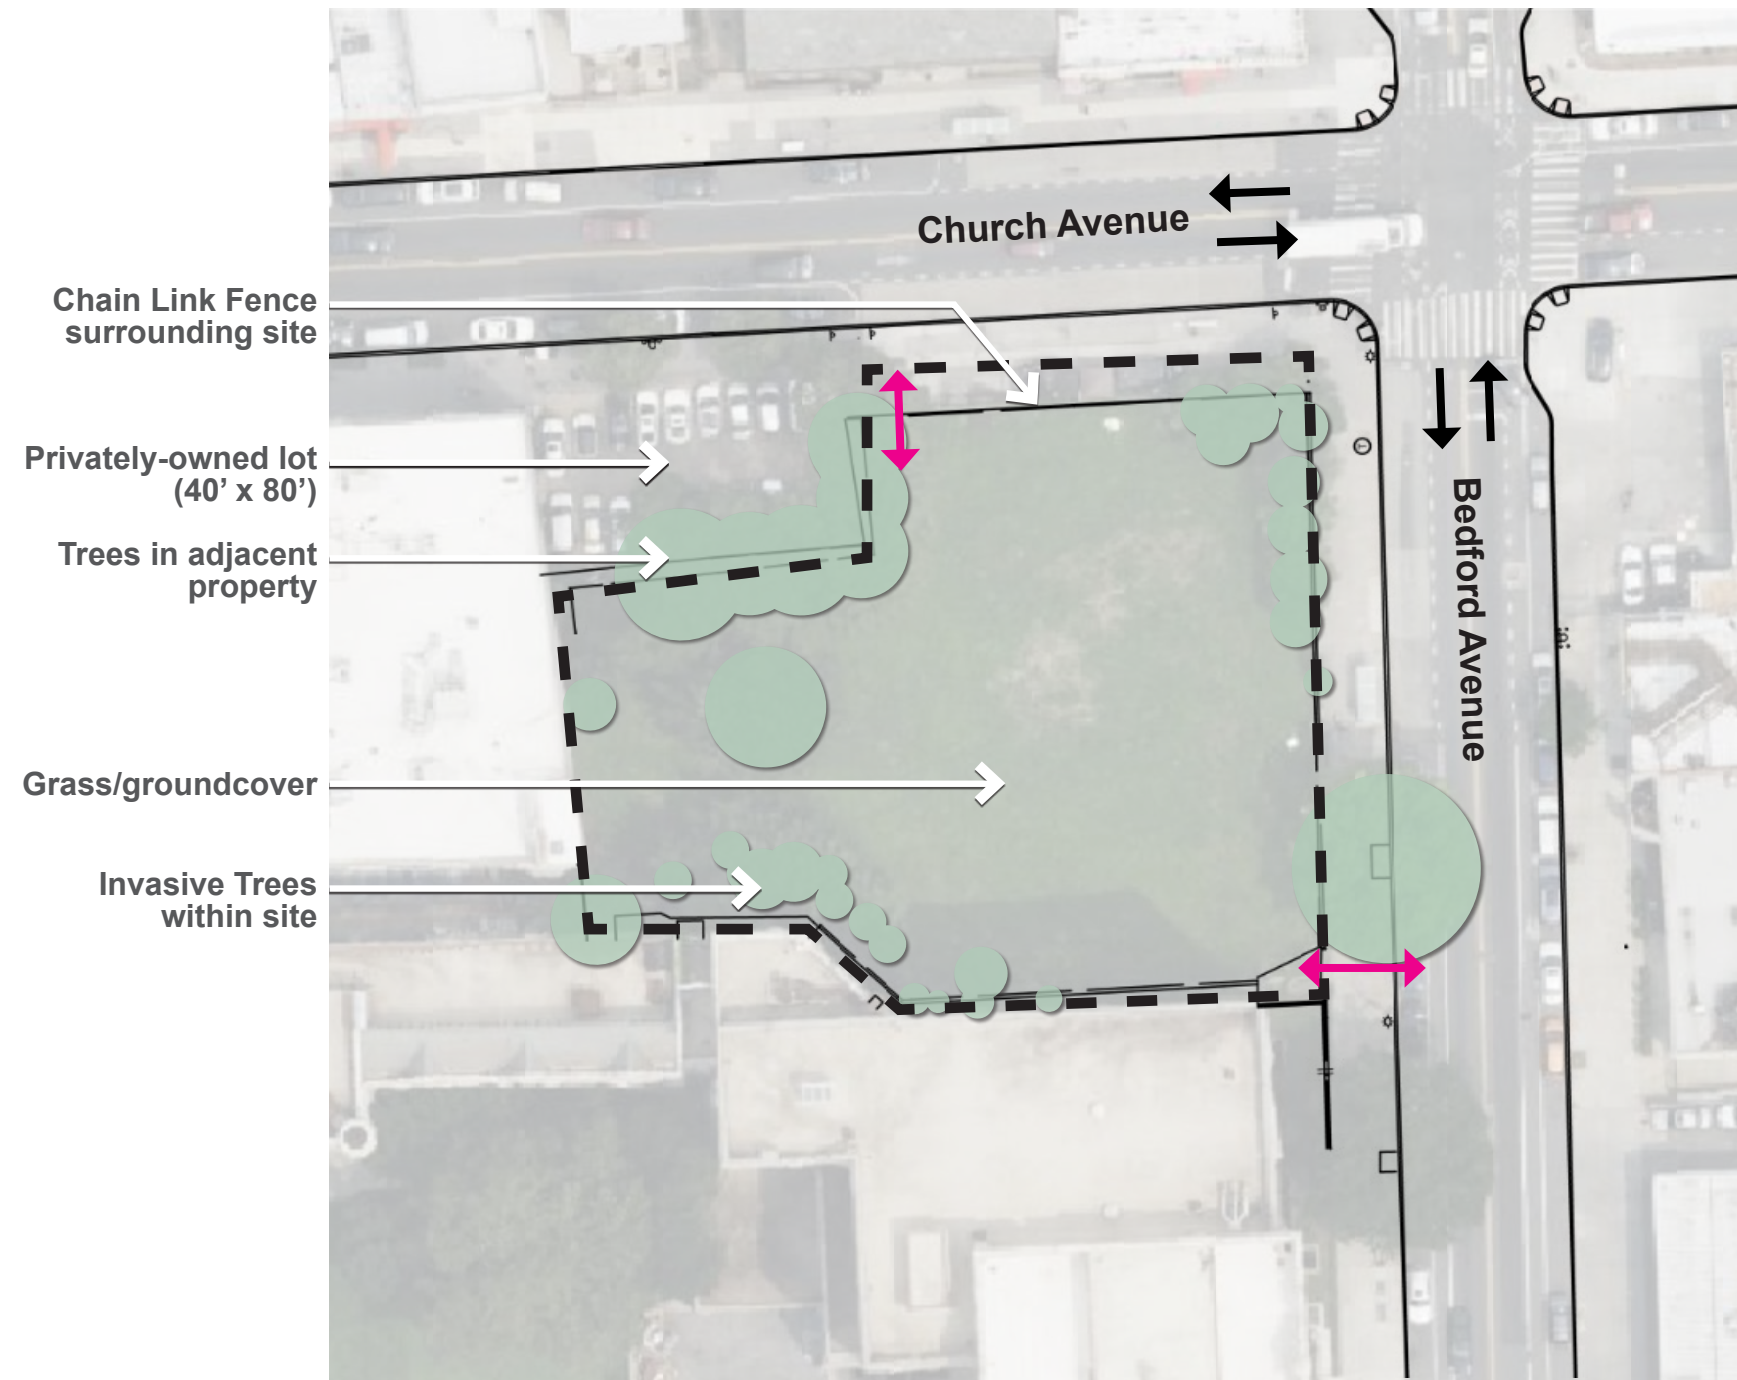 Church Avenue
Chain Link Fence
surrounding site
Privately-owned lot
(40’ x 80’)
Trees in adjacent
property
Bedford Avenue
Grass/groundcover
Invasive Trees
within site